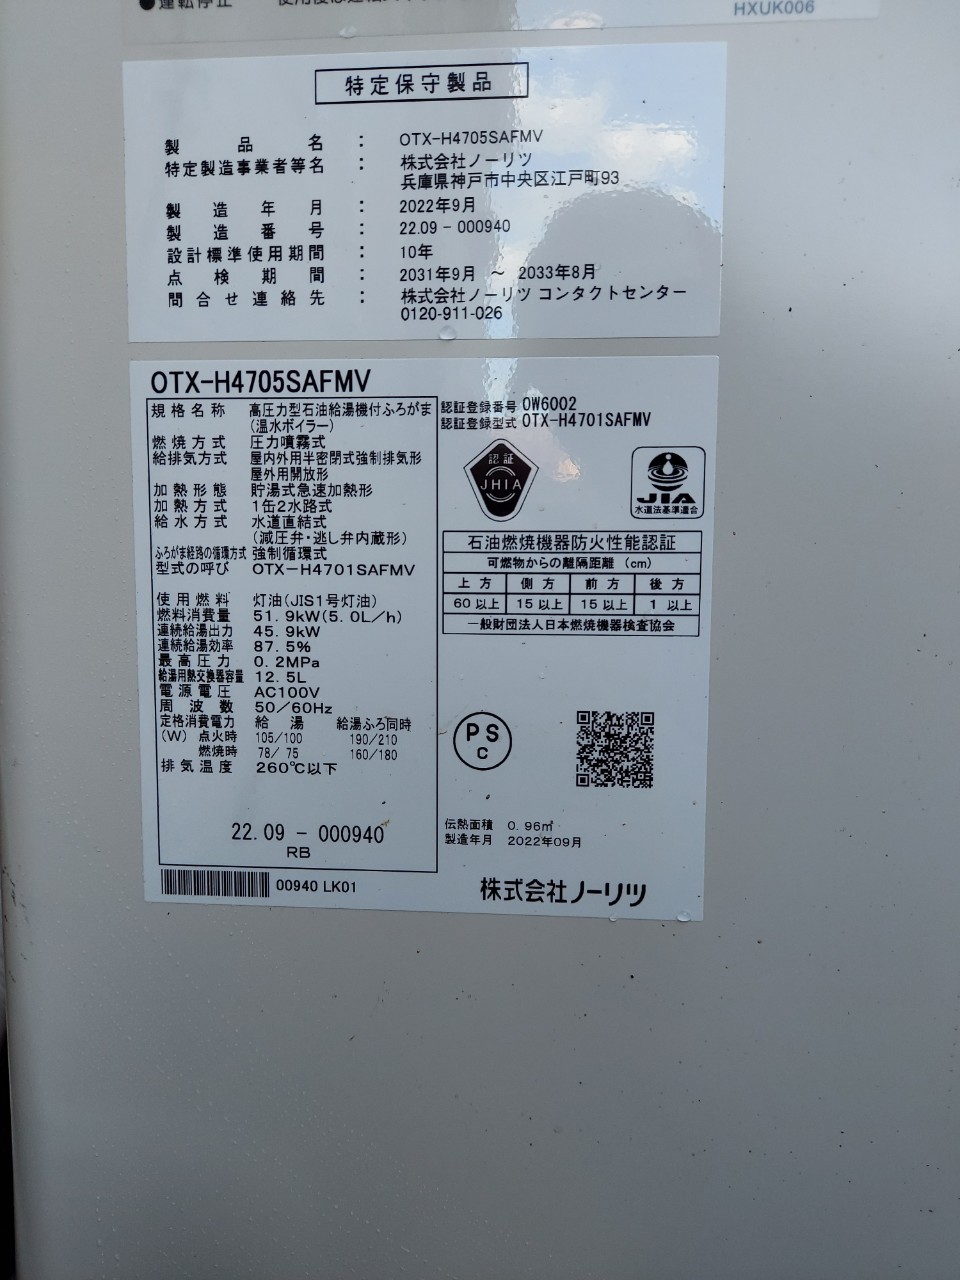 ●運転停止
HXUK006
特定保守製品
製品名 : OTX-H4705SAFMV
特定製造事業者等名 : 株式会社ノーリツ
兵庫県神戸市中央区江戸町93
製造年月 : 2022年9月
製造番号 : 22.09 - 000940
設計標準使用期間 : 10年
点検期間 : 2031年9月 ～ 2033年8月
問合せ連絡先 : 株式会社ノーリツ コンタクトセンター
0120-911-026
OTX-H4705SAFMV
規格名称 高圧力型石油給湯機付ふろがま
(温水ボイラー)
燃焼方式 圧力噴霧式
給排気方式 屋内外用半密閉式強制排気形
屋外用開放形
加熱形態 貯湯式急速加熱形
加熱方式 1缶2水路式
給水方式 水道直結式
(減圧弁・逃し弁内蔵形)
ふろがま経路の循環方式 強制循環式
型式の呼び OTX-H4701SAFMV
使用燃料 灯油(JIS1号灯油)
燃料消費量 51.9kW(5.0L/h)
連続給湯出力 45.9kW
連続給湯効率 87.5%
最高圧力 0.2MPa
給湯用熱交換器容量 12.5L
電源電圧 AC100V
周波数 50/60Hz
定格消費電力 給湯 給湯ふろ同時
(W) 点火時 105/100 190/210
燃焼時 78/75 160/180
排気温度 260℃以下
22.09 - 000940
RB
00940 LK01
認証登録番号 OW6002
認証登録型式 OTX-H4701SAFMV
認証
JHIA
JIA
水道法基準適合
石油燃焼機器防火性能認証
可燃物からの離隔距離 (cm)
上方 側方 前方 後方
60以上 15以上 15以上 1以上
一般財団法人日本燃焼機器検査協会
PS
C
伝熱面積 0.96㎡
製造年月 2022年09月
株式会社ノーリツ